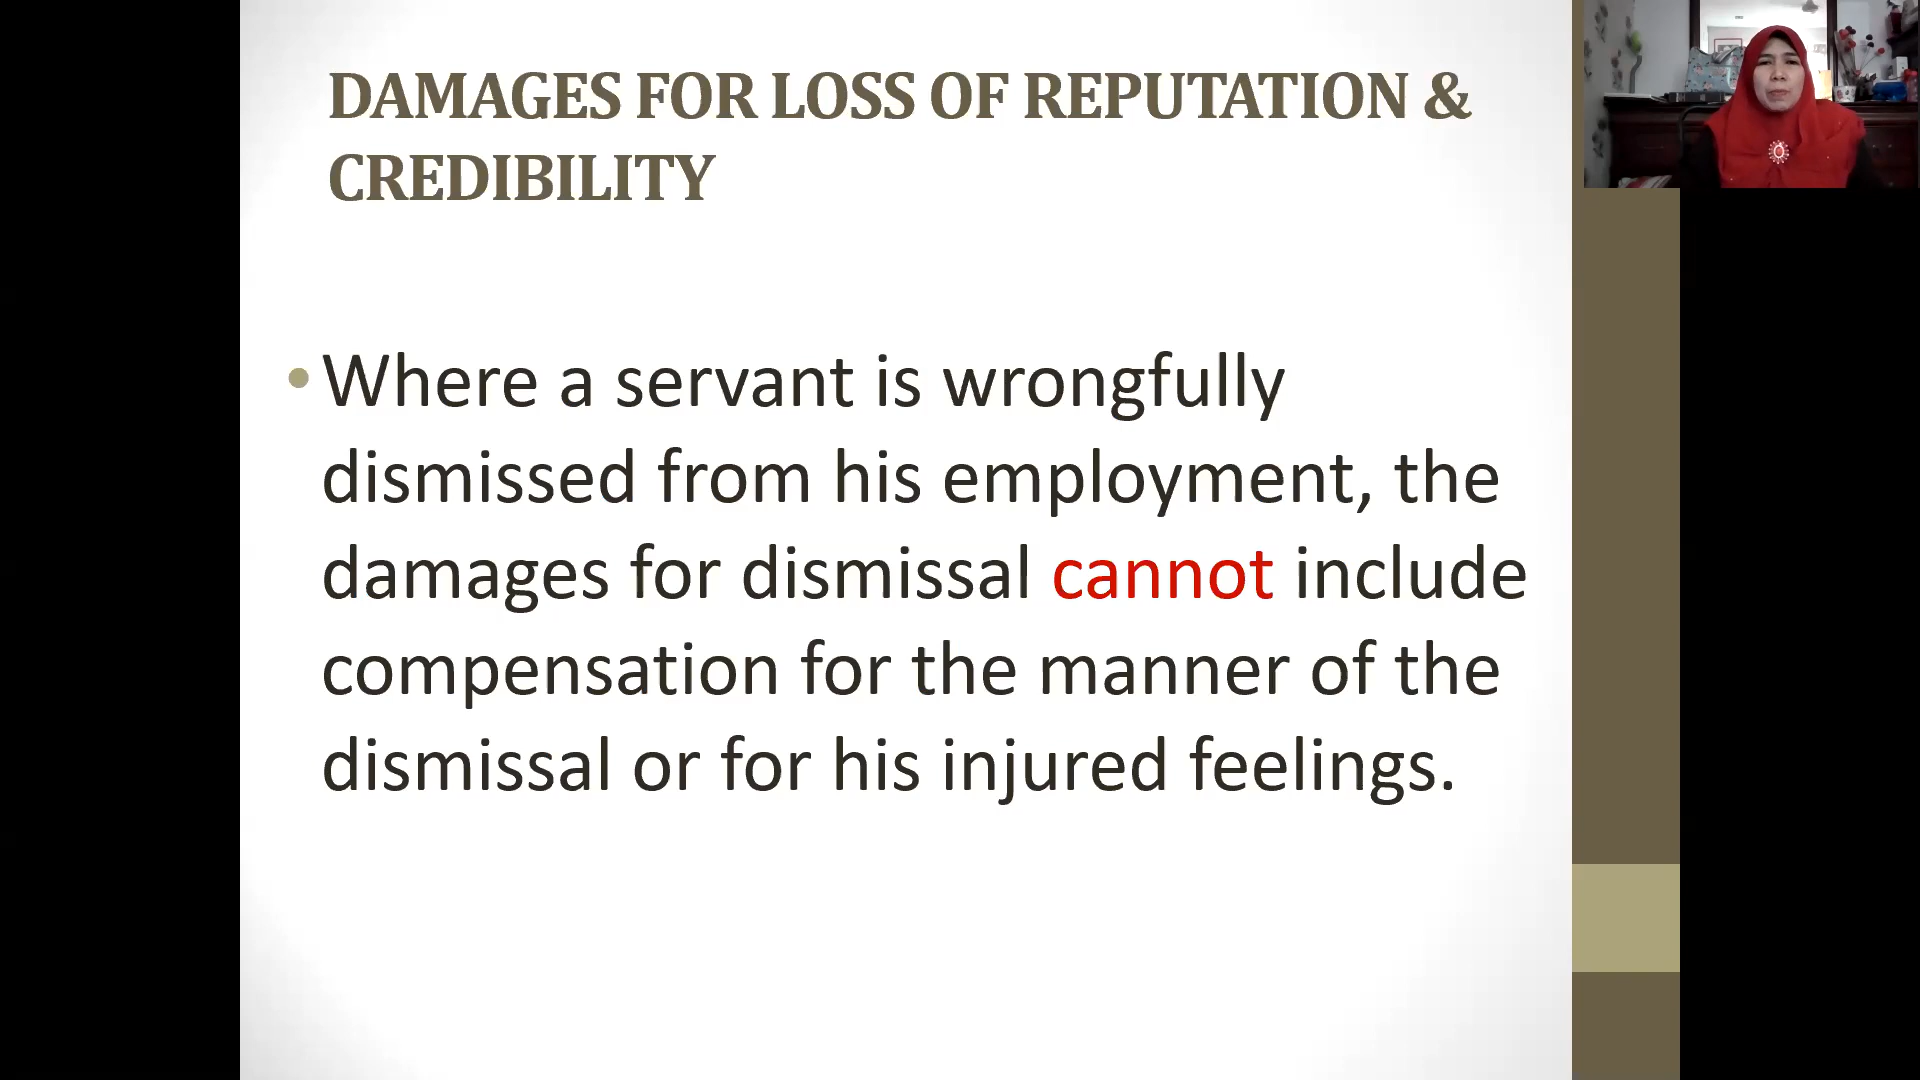 DAMAGES FOR LOSS OF REPUTATION &
CREDIBILITY
• Where a servant is wrongfully
dismissed from his employment, the
damages for dismissal cannot include
compensation for the manner of the
dismissal or for his injured feelings.